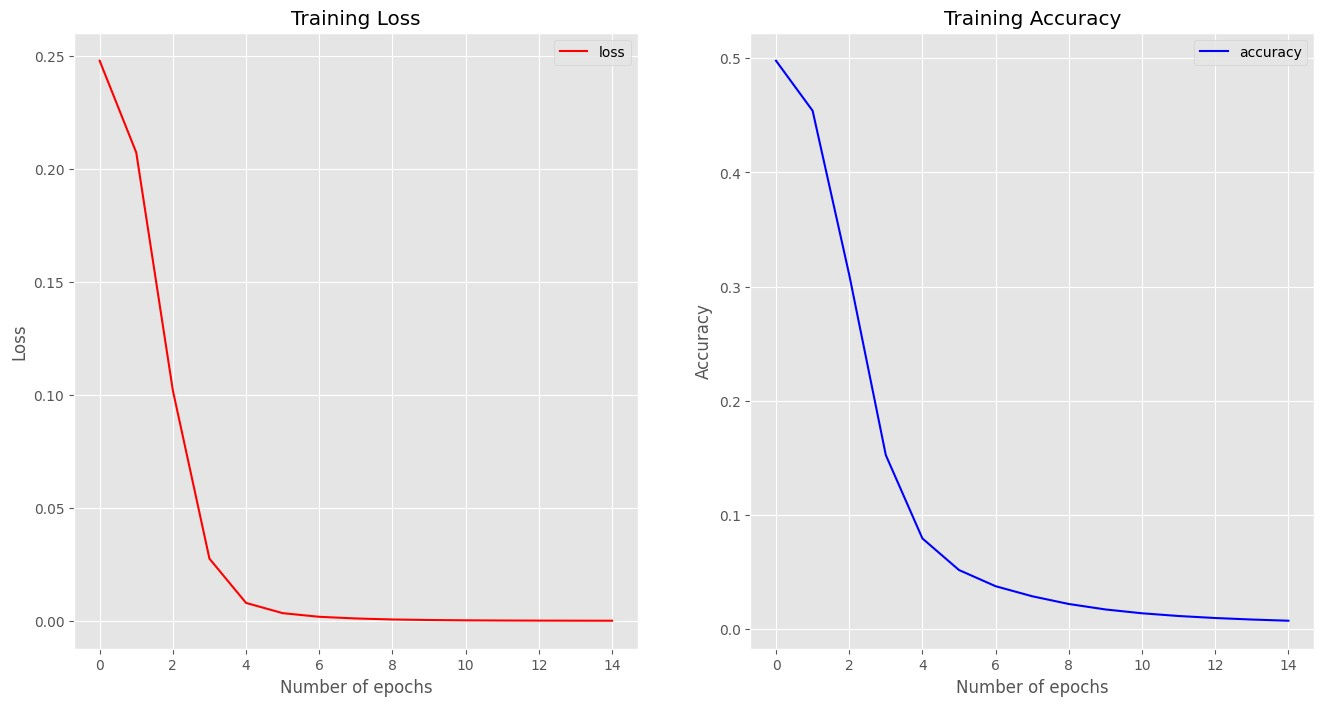 Training Loss
loss
0.25
0.20
0.15
0.10
0.05
0.00
Loss
0 2 4 6 8 10 12 14
Number of epochs
Training Accuracy
accuracy
0.5
0.4
0.3
0.2
0.1
0.0
Accuracy
0 2 4 6 8 10 12 14
Number of epochs